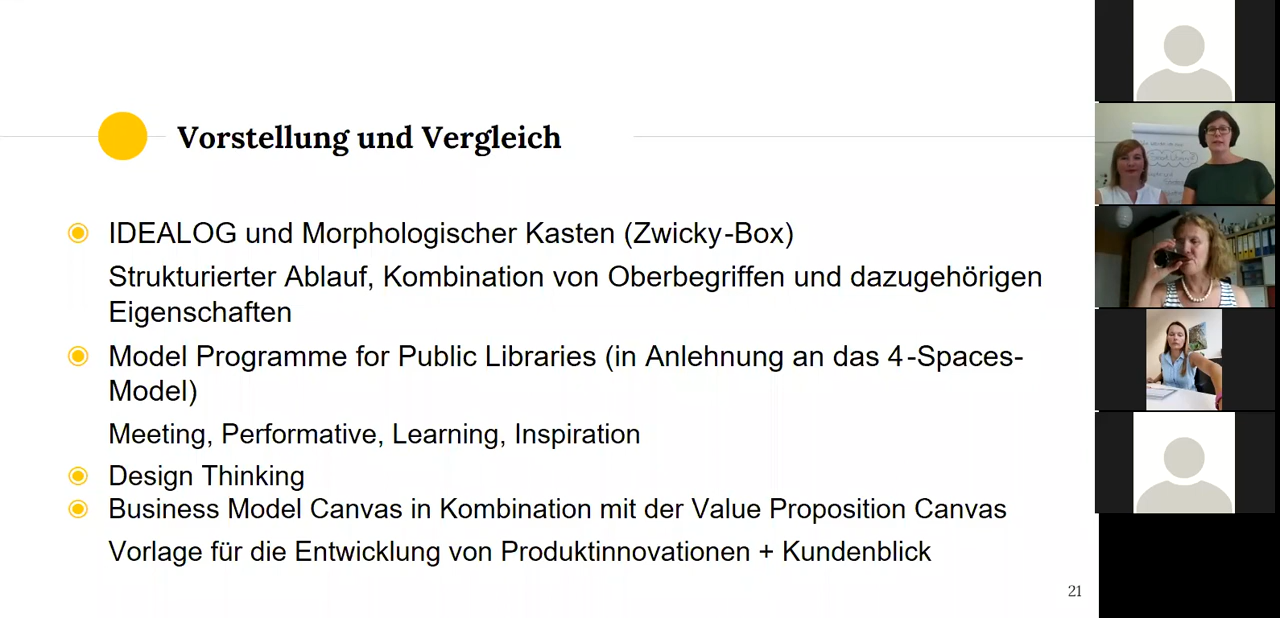 Vorstellung und Vergleich
IDEALOG und Morphologischer Kasten (Zwicky-Box)
Strukturierter Ablauf, Kombination von Oberbegriffen und dazugehörigen
Eigenschaften
Model Programme for Public Libraries (in Anlehnung an das 4-Spaces-
Model)
Meeting, Performative, Learning, Inspiration
Design Thinking
Business Model Canvas in Kombination mit der Value Proposition Canvas
Vorlage für die Entwicklung von Produktinnovationen + Kundenblick
21